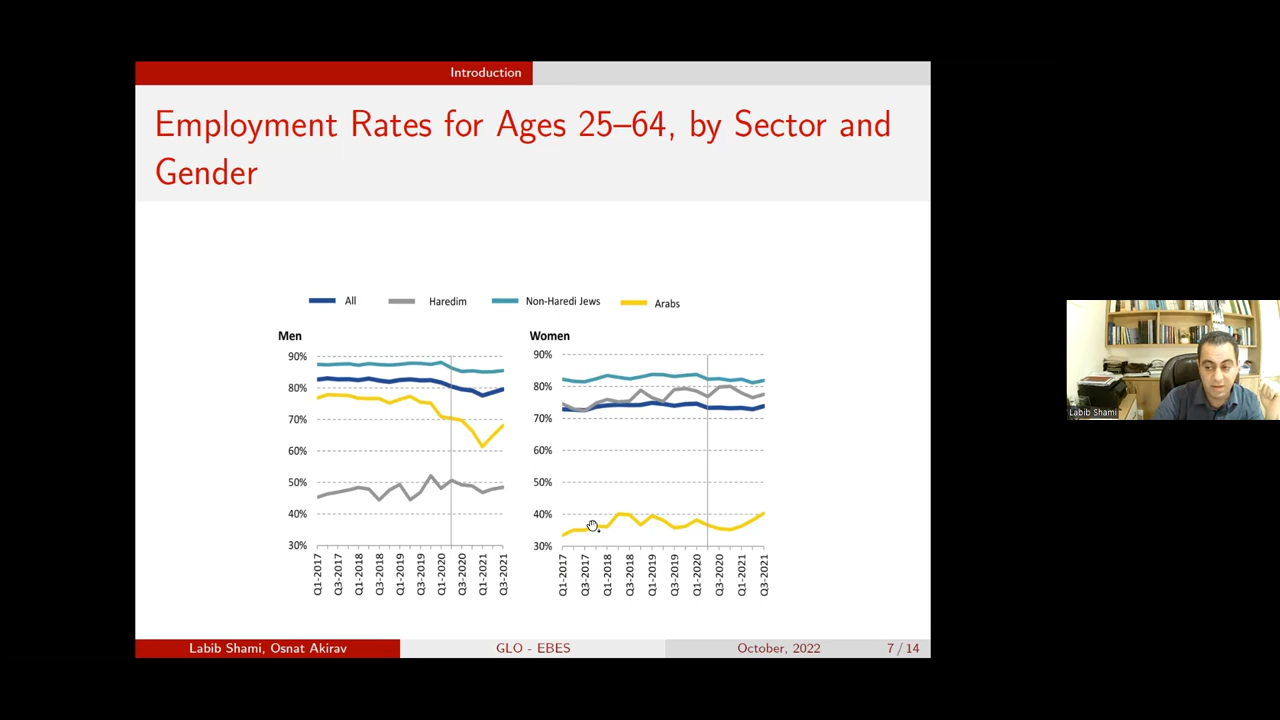 Introduction
Employment Rates for Ages 25–64, by Sector and
Gender
All Haredim Non-Haredi Jews Arabs
Men
90%
80%
70%
60%
50%
40%
30%
Q1-2017 Q3-2017 Q1-2018 Q3-2018 Q1-2019 Q3-2019 Q1-2020 Q3-2020 Q1-2021 Q3-2021
Women
90%
80%
70%
60%
50%
40%
30%
Q1-2017 Q3-2017 Q1-2018 Q3-2018 Q1-2019 Q3-2019 Q1-2020 Q3-2020 Q1-2021 Q3-2021
Labib Shami, Osnat Akirav GLO - EBES October, 2022 7 / 14
Labib Shami